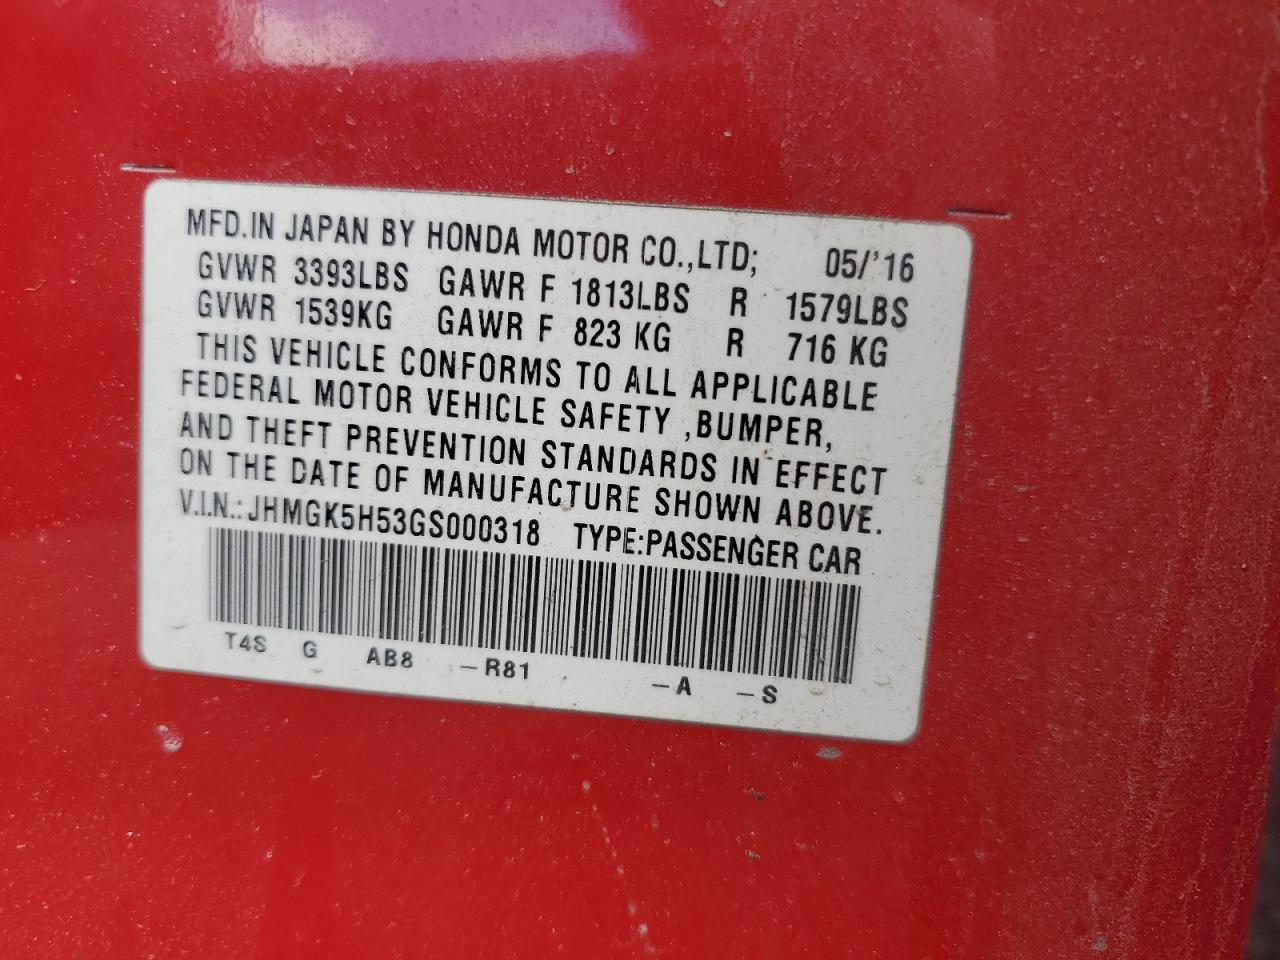 MFD.IN JAPAN BY HONDA MOTOR CO.,LTD; 05/'16
GVWR 3393LBS GAWR F 1813LBS R 1579LBS
GVWR 1539KG GAWR F 823 KG R 716 KG
THIS VEHICLE CONFORMS TO ALL APPLICABLE
FEDERAL MOTOR VEHICLE SAFETY ,BUMPER,
AND THEFT PREVENTION STANDARDS IN EFFECT
ON THE DATE OF MANUFACTURE SHOWN ABOVE.
V.I.N.: JHMGK5H53GS000318 TYPE:PASSENGER CAR
T4S G AB8 –R81 –A –S